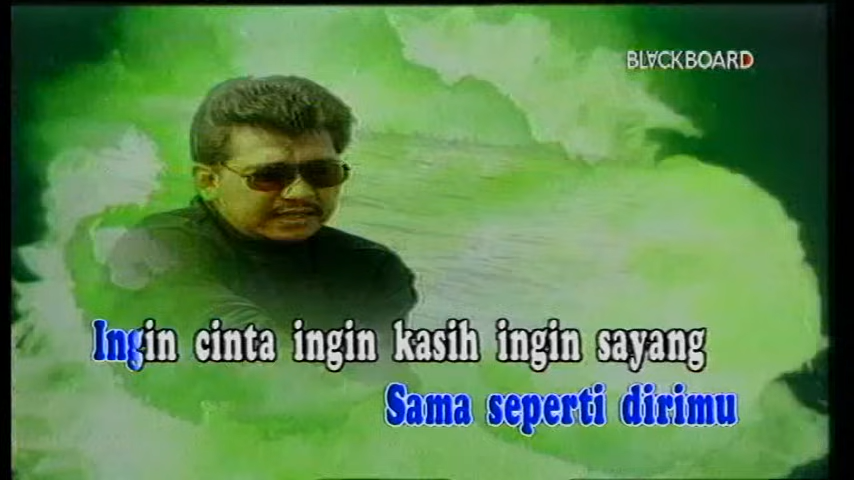 BLACKBOARD
Ingin cinta ingin kasih ingin sayang
Sama seperti dirimu